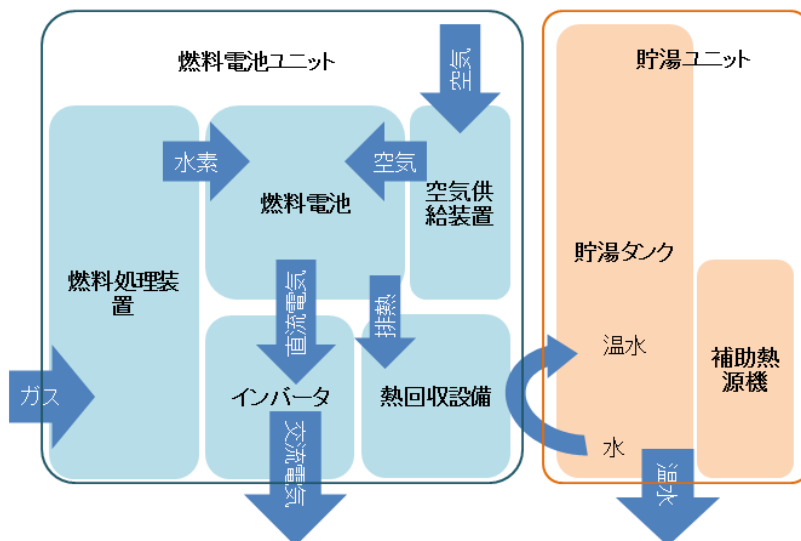 燃料電池ユニット
貯湯ユニット
空気
水素
空気
燃料電池
空気供
給装置
貯湯タンク
燃料処理装
置
直流電気
排熱
温水
補助熱
源機
ガス
インバータ
熱回収設備
水
交流電気
温水